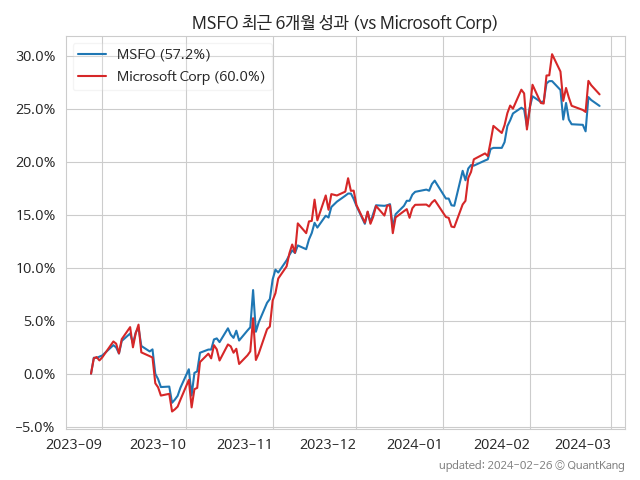 MSFO 최근 6개월 성과 (vs Microsoft Corp)
MSFO (57.2%)
Microsoft Corp (60.0%)
30.0%
25.0%
20.0%
15.0%
10.0%
5.0%
0.0%
−5.0%
2023−09 2023−10 2023−11 2023−12 2024−01 2024−02 2024−03
updated: 2024-02-26 © QuantKang